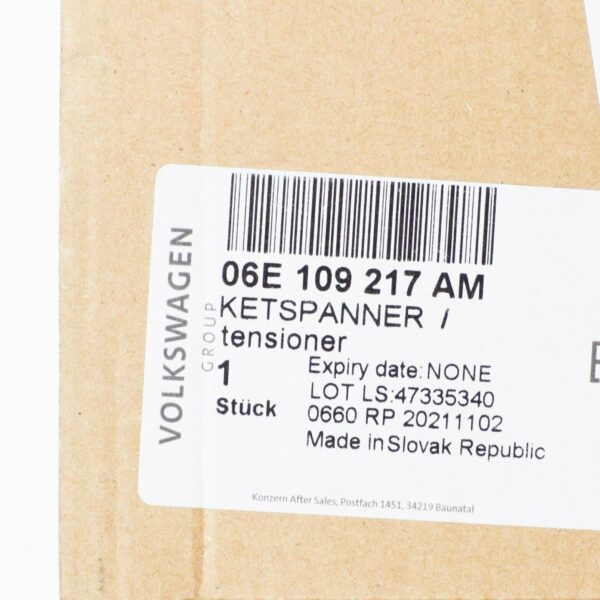 VOLKSWAGEN
GROUP
06E 109 217 AM
KETSPANNER /
tensioner
1
Stück
Expiry date: NONE
LOT LS:47335340
0660 RP 20211102
Made in Slovak Republic
Konzern After Sales, Postfach 1451, 34219 Baunatal